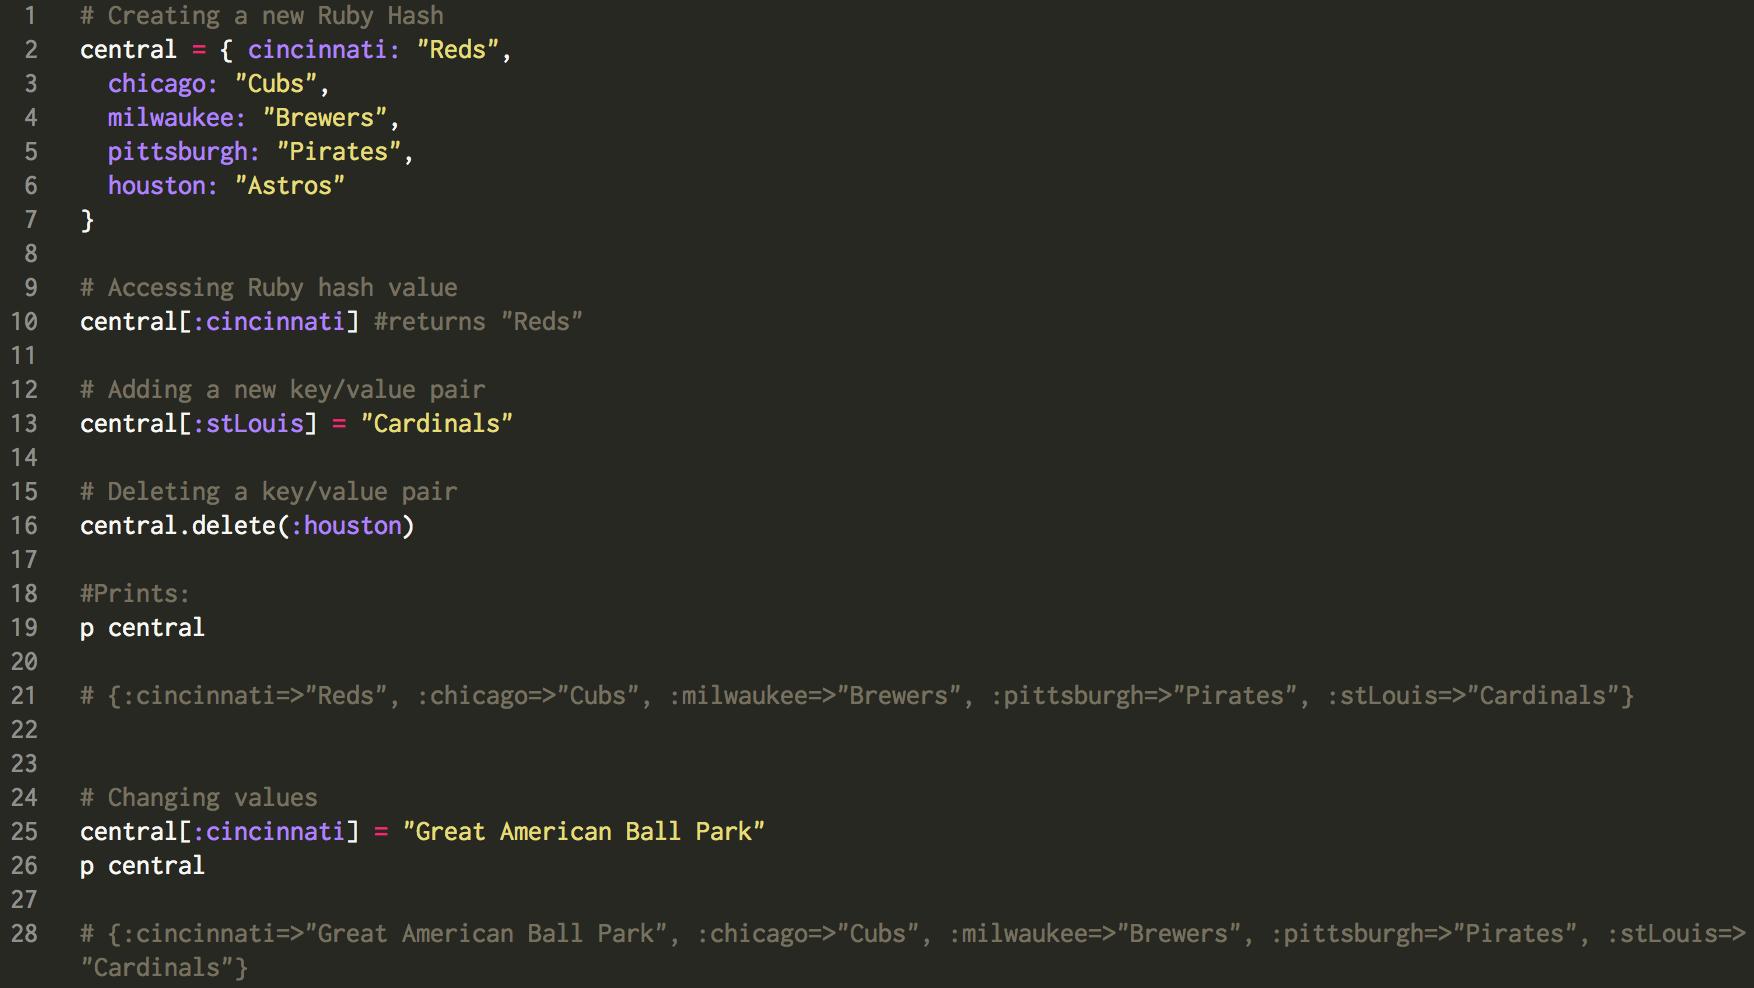 1 # Creating a new Ruby Hash
2 central = { cincinnati: "Reds",
3   chicago: "Cubs",
4   milwaukee: "Brewers",
5   pittsburgh: "Pirates",
6   houston: "Astros"
7 }
8
9 # Accessing Ruby hash value
10 central[:cincinnati] #returns "Reds"
11
12 # Adding a new key/value pair
13 central[:stLouis] = "Cardinals"
14
15 # Deleting a key/value pair
16 central.delete(:houston)
17
18 #Prints:
19 p central
20
21 # {:cincinnati=>"Reds", :chicago=>"Cubs", :milwaukee=>"Brewers", :pittsburgh=>"Pirates", :stLouis=>"Cardinals"}
22
23
24 # Changing values
25 central[:cincinnati] = "Great American Ball Park"
26 p central
27
28 # {:cincinnati=>"Great American Ball Park", :chicago=>"Cubs", :milwaukee=>"Brewers", :pittsburgh=>"Pirates", :stLouis=>
"Cardinals"}